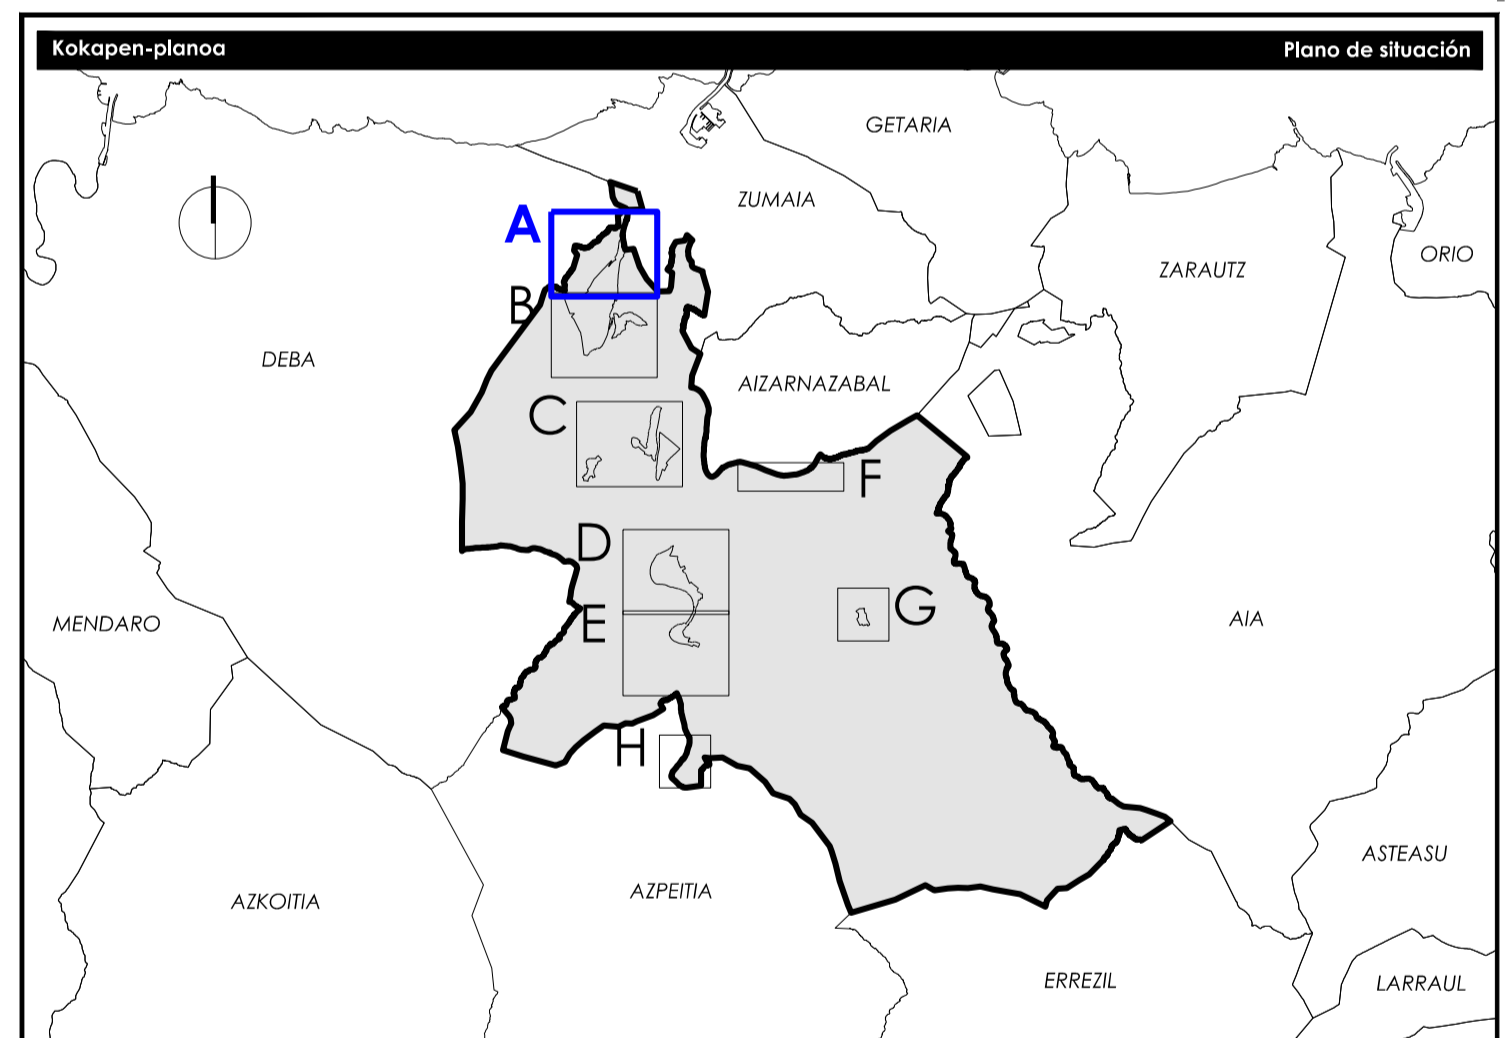 Kokapen-planoa
Plano de situación
GETARIA
ZUMAIA
A
ORIO
ZARAUTZ
B
DEBA
AIZARNAZABAL
C
F
D
G
E
MENDARO
AIA
H
ASTEASU
AZPEITIA
AZKOITIA
ERREZIL
LARRAUL